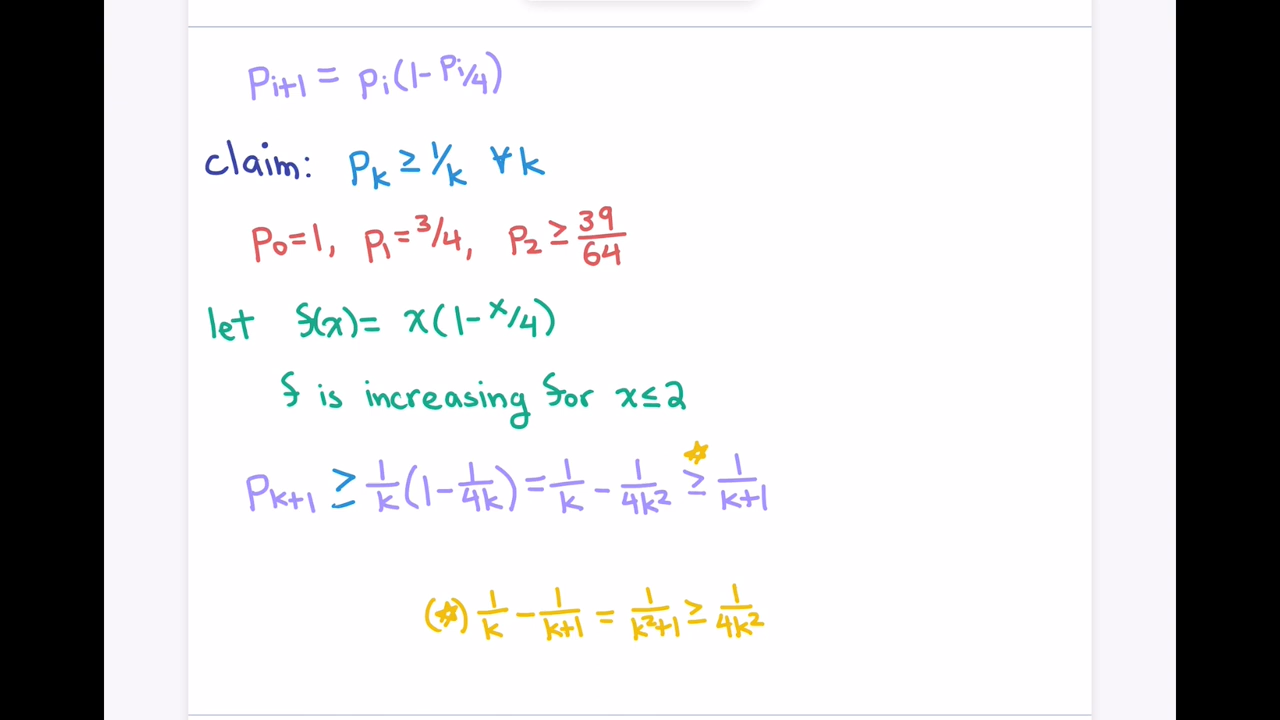 p_{i+1} = p_i(1 - p_i/4)
claim: p_k ≥ 1/k ∀ k
p_0 = 1, p_1 = 3/4, p_2 ≥ 39/64
let f(x) = x(1 - x/4)
f is increasing for x ≤ 2
p_{k+1} ≥ 1/k (1 - 1/4k) = 1/k - 1/4k² ≥^☆ 1/k+1
(☆) 1/k - 1/k+1 = 1/k²+1 ≥ 1/4k²